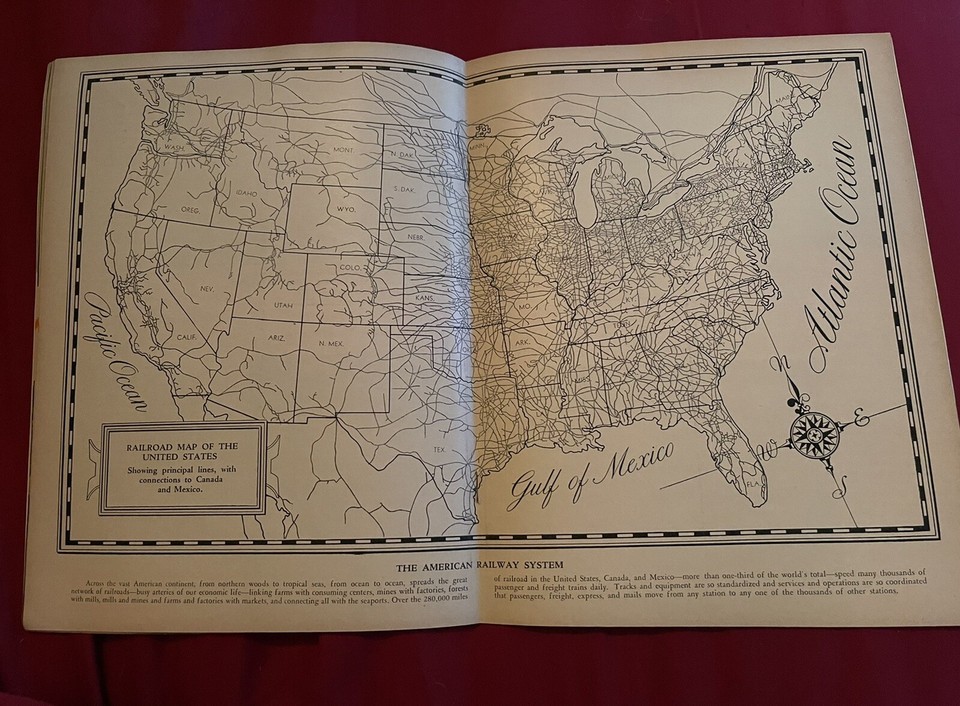 WASH.
MONT.
N. DAK.
MINN.
MAINE
OREG.
IDAHO
WYO.
S. DAK.
NEBR.
NEV.
UTAH
COLO.
KANS.
MO.
KY.
CALIF.
ARIZ.
N. MEX.
ARK.
TENN.
TEX.
FLA.
Pacific Ocean
Atlantic Ocean
Gulf of Mexico
n
E
S
W
RAILROAD MAP OF THE
UNITED STATES
Showing principal lines, with
connections to Canada
and Mexico.
THE AMERICAN RAILWAY SYSTEM
Across the vast American continent, from northern woods to tropical seas, from ocean to ocean, spreads the great
network of railroads—busy arteries of our economic life—linking farms with consuming centers, mines with factories, forests
with mills, mills and mines and farms and factories with markets, and connecting all with the seaports. Over the 280,000 miles
of railroad in the United States, Canada, and Mexico—more than one-third of the world's total—speed many thousands of
passenger and freight trains daily. Tracks and equipment are so standardized and services and operations are so coordinated
that passengers, freight, express, and mails move from any station to any one of the thousands of other stations.